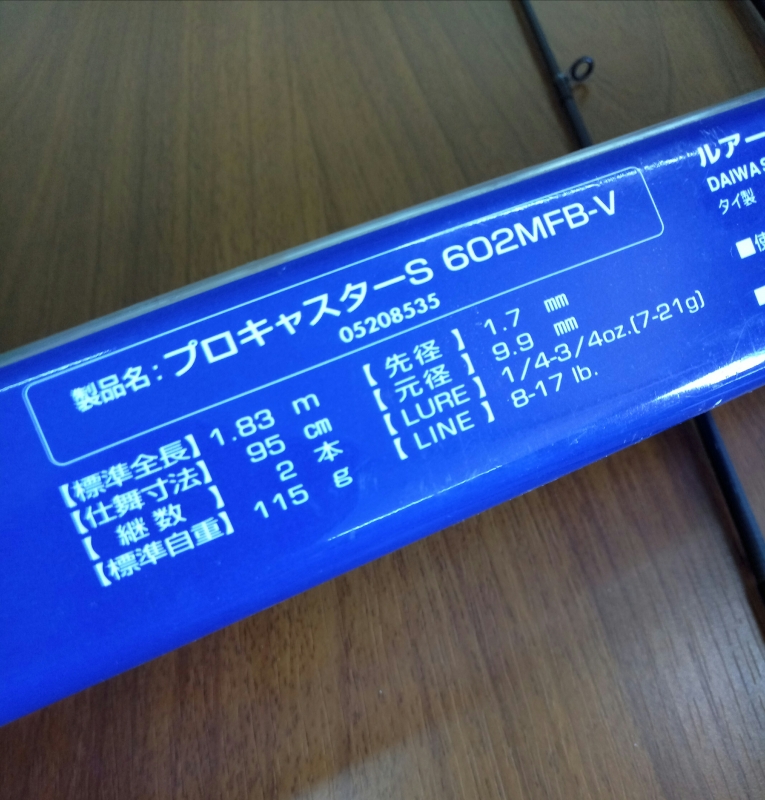 製品名：プロキャスターS 602MFB-V
05208535
【標準全長】1.83 m
【仕舞寸法】 95 cm
【 継 数 】 2 本
【標準自重】 115 g
【 先 径 】 1.7 mm
【 元 径 】 9.9 mm
【LURE】 1/4-3/4oz.(7-21g)
【LINE】 8-17 lb.
ルアー
DAIWA S
タイ製
■使